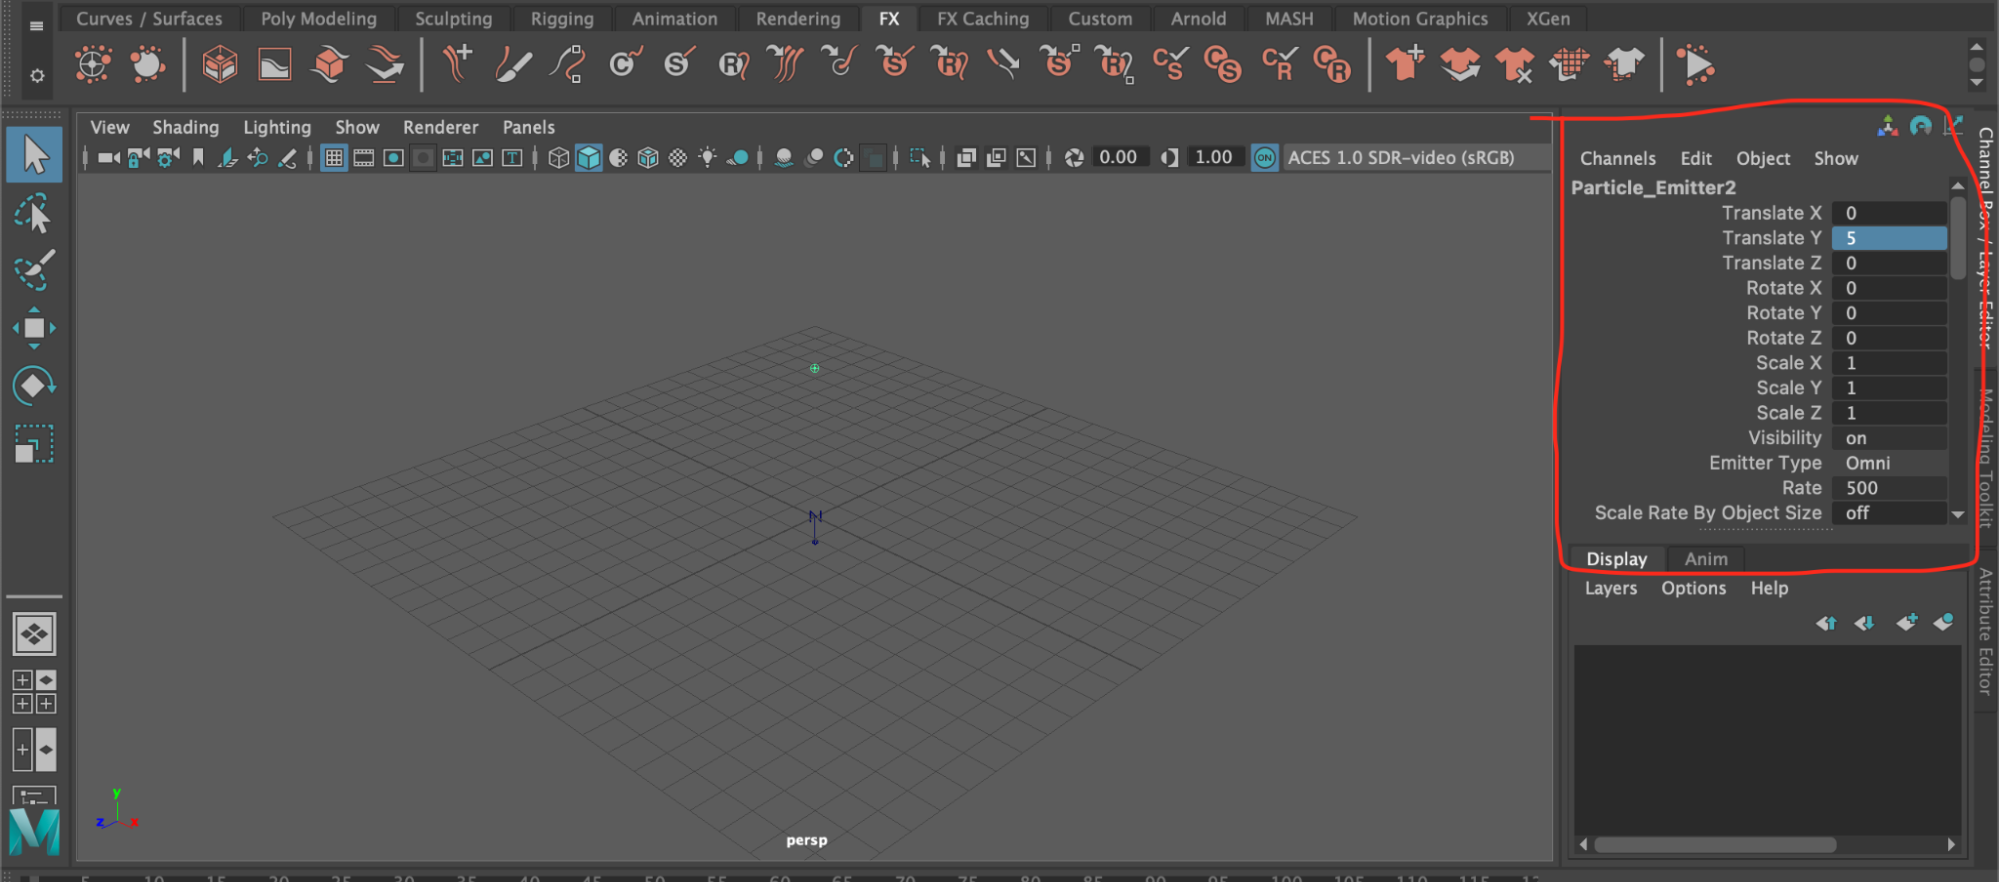 Curves / Surfaces Poly Modeling Sculpting Rigging Animation Rendering FX FX Caching Custom Arnold MASH Motion Graphics XGen
View Shading Lighting Show Renderer Panels
0.00 1.00 ON ACES 1.0 SDR-video (sRGB)
Channels Edit Object Show
Particle_Emitter2
Translate X 0
Translate Y 5
Translate Z 0
Rotate X 0
Rotate Y 0
Rotate Z 0
Scale X 1
Scale Y 1
Scale Z 1
Visibility on
Emitter Type Omni
Rate 500
Scale Rate By Object Size off
Display Anim
Layers Options Help
Channel Box / Layer Editor
Modeling Toolkit
Attribute Editor
y
z x
persp
M
5 10 15 20 25 30 35 40 45 50 55 60 65 70 75 80 85 90 95 100 105 110 115